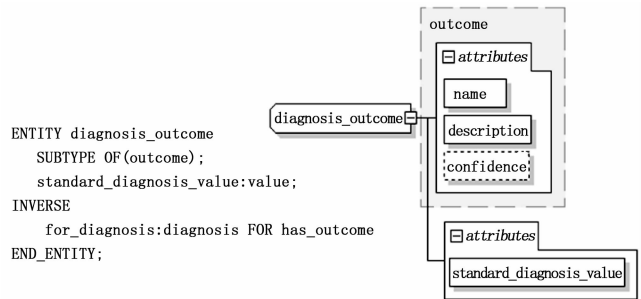 ENTITY diagnosis_outcome
SUBTYPE OF(outcome);
standard_diagnosis_value:value;
INVERSE
for_diagnosis:diagnosis FOR has_outcome
END_ENTITY;
diagnosis_outcome
outcome
attributes
name
description
confidence
attributes
standard_diagnosis_value